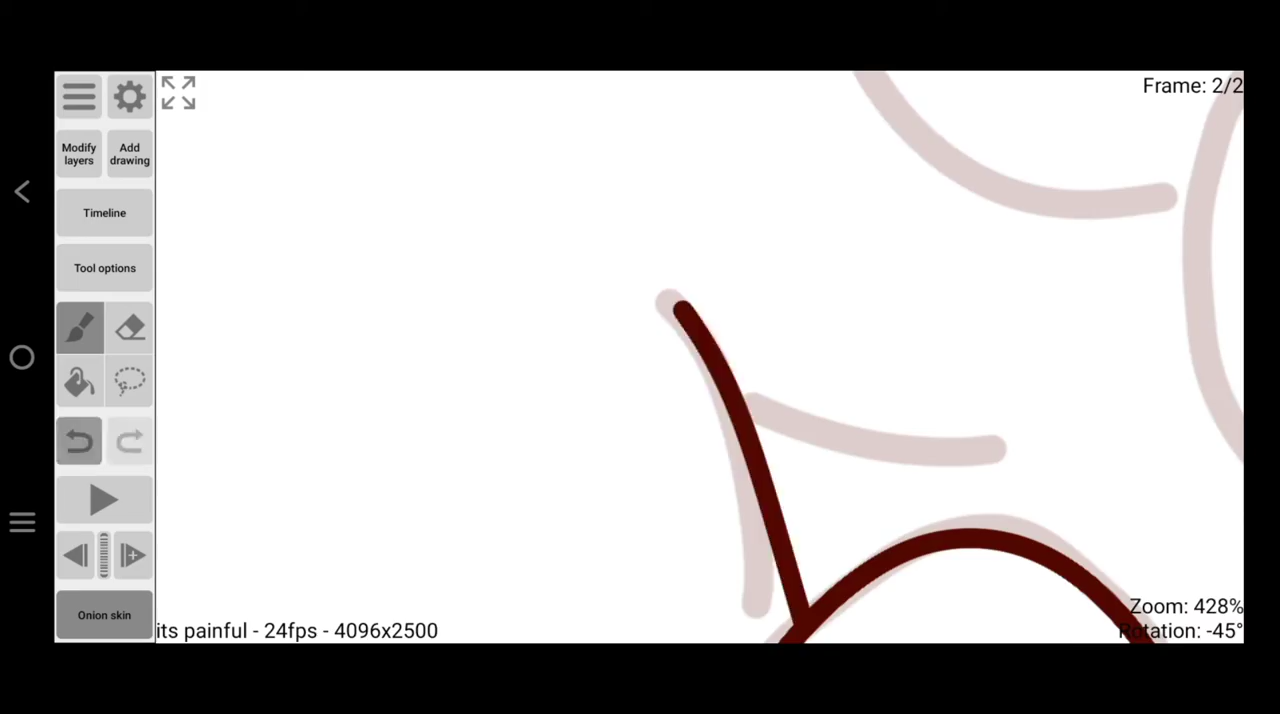 Frame: 2/2
Modify
layers
Add
drawing
Timeline
Tool options
Onion skin
its painful - 24fps - 4096x2500
Zoom: 428%
Rotation: -45°